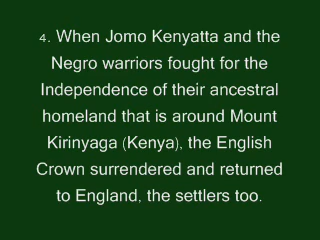 4. When Jomo Kenyatta and the
Negro warriors fought for the
Independence of their ancestral
homeland that is around Mount
Kirinyaga (Kenya), the English
Crown surrendered and returned
to England, the settlers too.